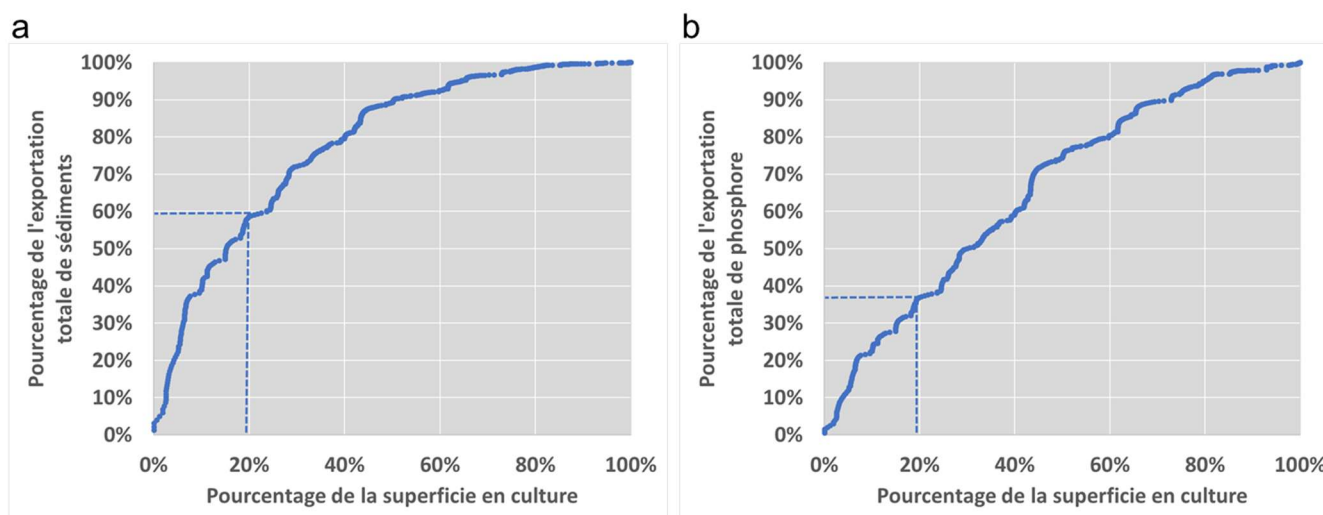 a
Pourcentage de l'exportation
totale de sédiments
100%
90%
80%
70%
60%
50%
40%
30%
20%
10%
0%
0% 20% 40% 60% 80% 100%
Pourcentage de la superficie en culture
b
Pourcentage de l'exportation
totale de phosphore
100%
90%
80%
70%
60%
50%
40%
30%
20%
10%
0%
0% 20% 40% 60% 80% 100%
Pourcentage de la superficie en culture